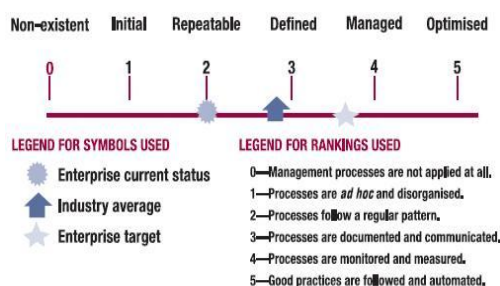 Non-existent Initial Repeatable Defined Managed Optimised
0 1 2 3 4 5
LEGEND FOR SYMBOLS USED
Enterprise current status
Industry average
Enterprise target
LEGEND FOR RANKINGS USED
0—Management processes are not applied at all.
1—Processes are ad hoc and disorganised.
2—Processes follow a regular pattern.
3—Processes are documented and communicated.
4—Processes are monitored and measured.
5—Good practices are followed and automated.